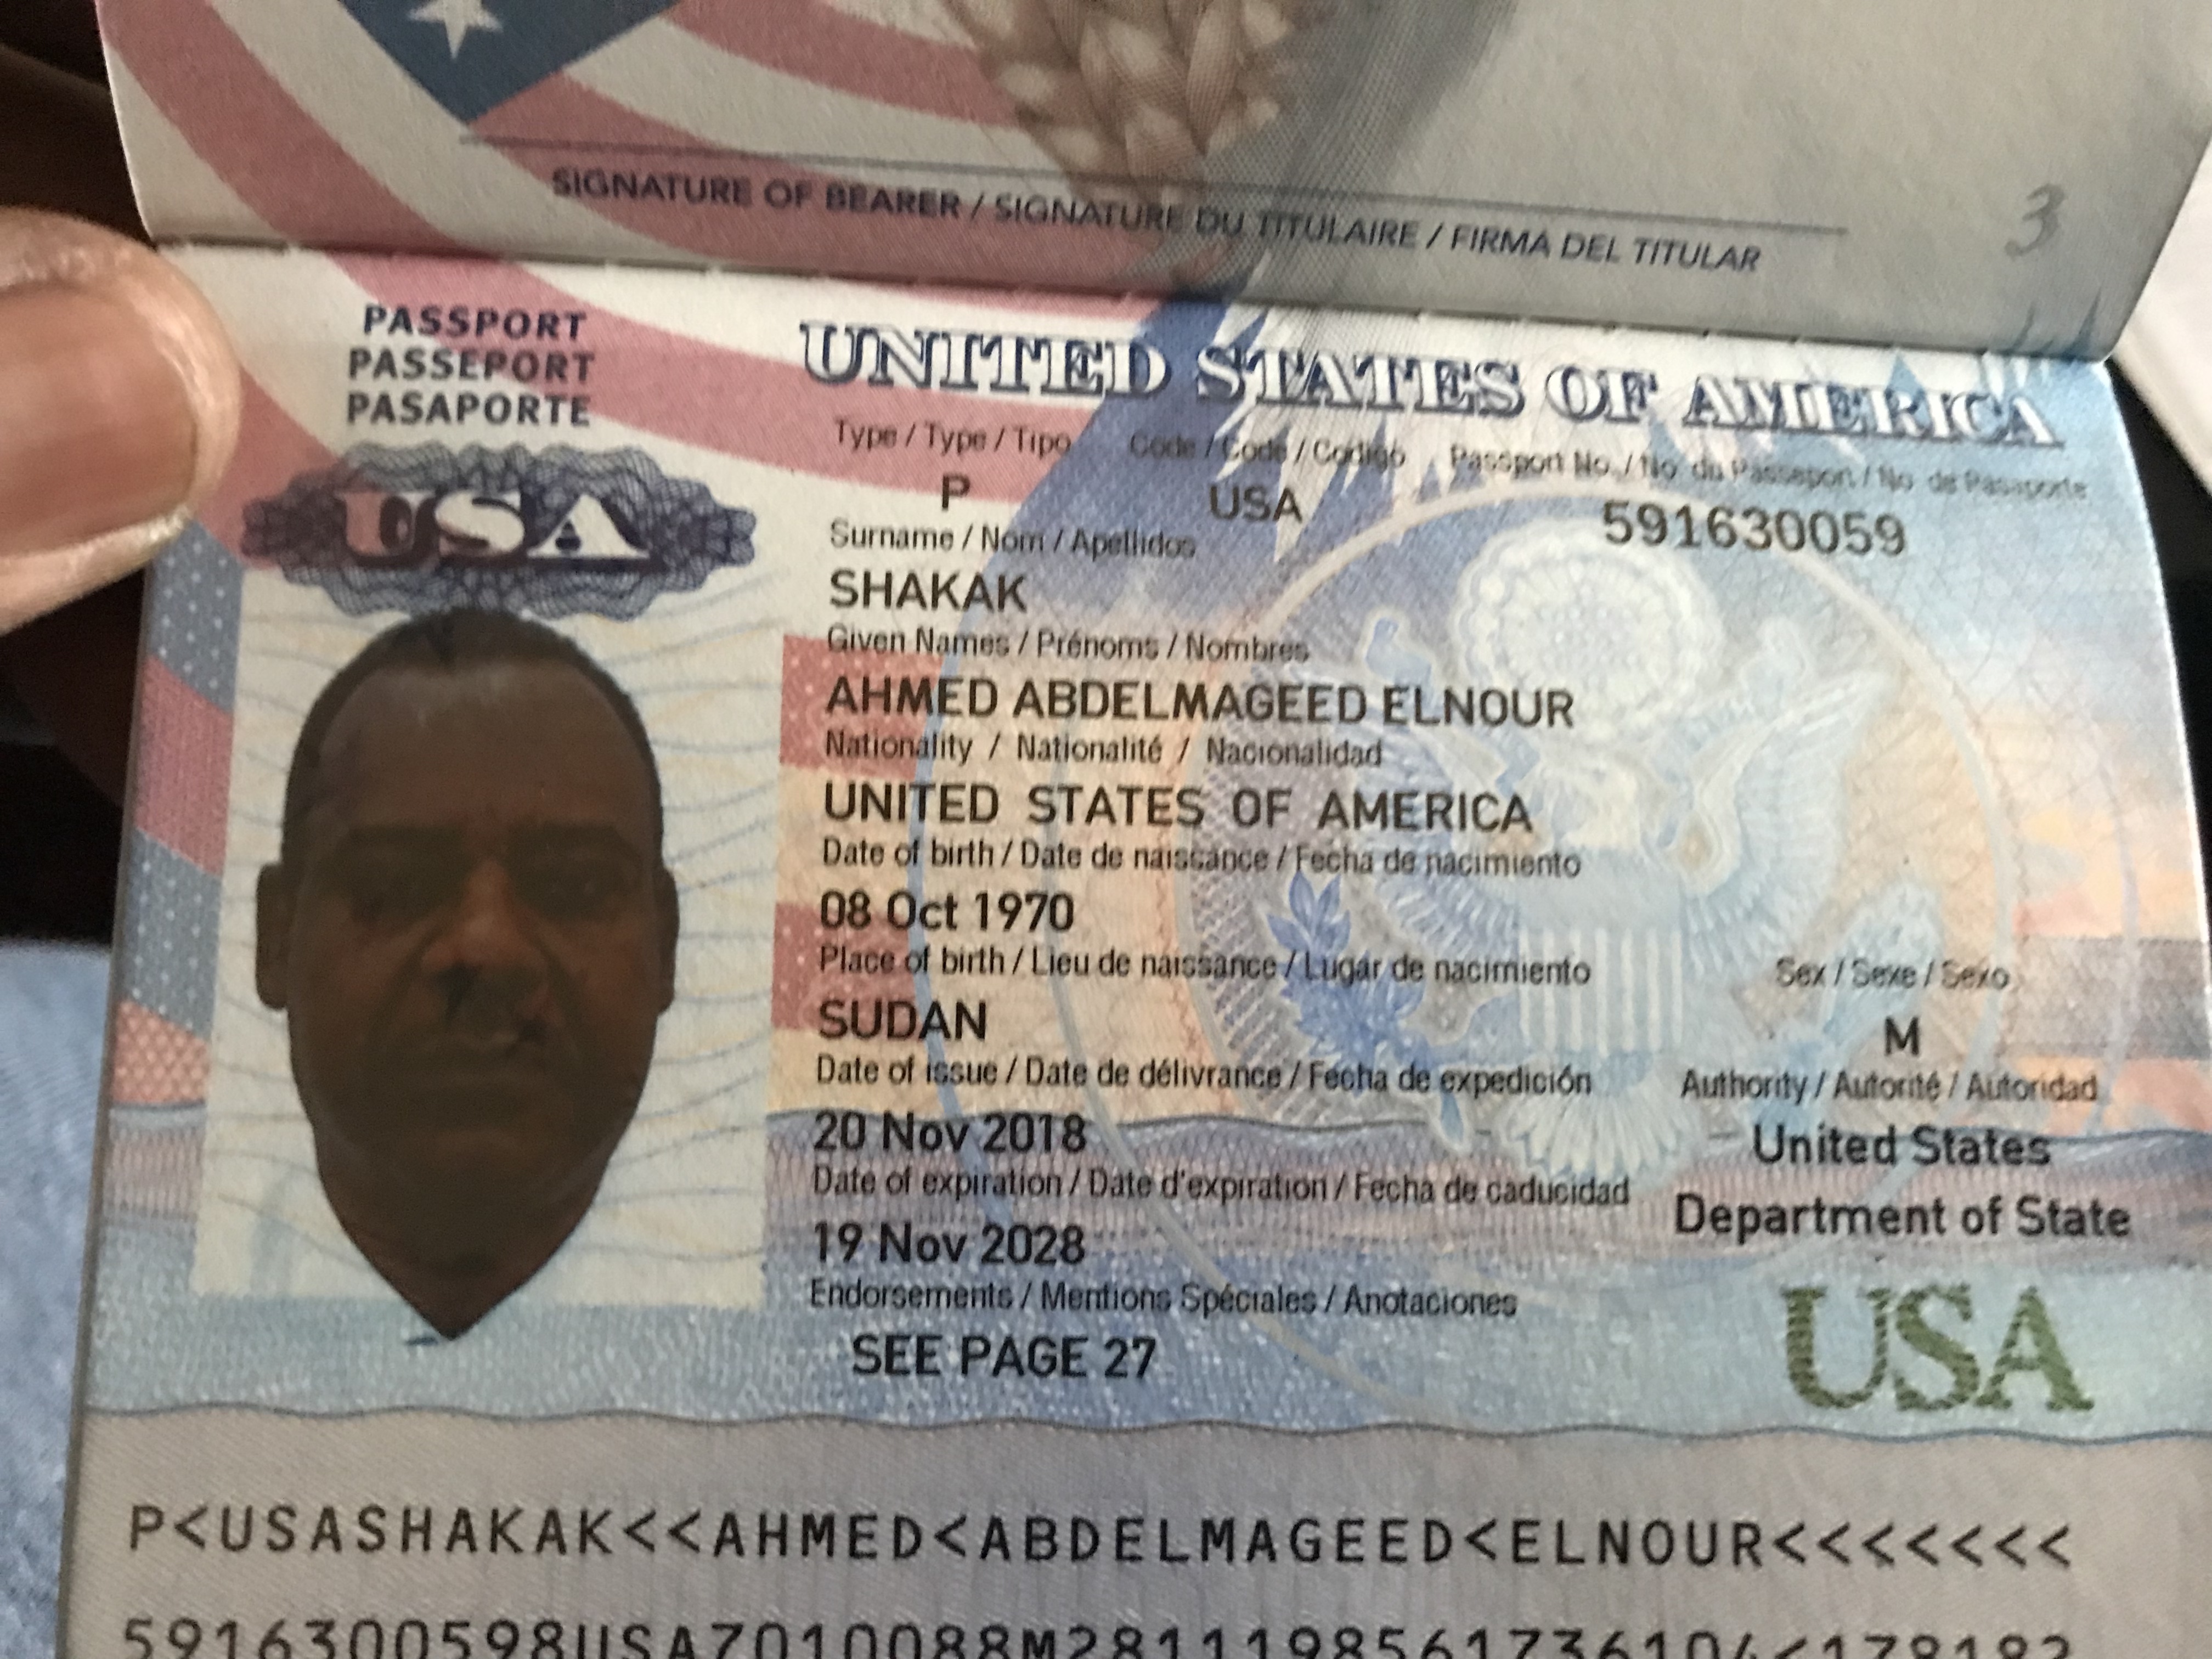 SIGNATURE OF BEARER / SIGNATURE DU TITULAIRE / FIRMA DEL TITULAR
3
PASSPORT
PASSEPORT
PASAPORTE
USA
UNITED STATES OF AMERICA
Type / Type / Tipo Code / Code / Codigo Passport No. / No. du Passeport / No. de Pasaporte
P USA 591630059
Surname / Nom / Apellidos
SHAKAK
Given Names / Prénoms / Nombres
AHMED ABDELMAGEED ELNOUR
Nationality / Nationalité / Nacionalidad
UNITED STATES OF AMERICA
Date of birth / Date de naissance / Fecha de nacimiento
08 Oct 1970
Place of birth / Lieu de naissance / Lugar de nacimiento Sex / Sexe / Sexo
SUDAN M
Date of issue / Date de délivrance / Fecha de expedición Authority / Autorité / Autoridad
20 Nov 2018 United States
Date of expiration / Date d'expiration / Fecha de caducidad Department of State
19 Nov 2028
Endorsements / Mentions Spéciales / Anotaciones
SEE PAGE 27
USA
P<USASHAKAK<<AHMED<ABDELMAGEED<ELNOUR<<<<<<<
5916300598USA7010088M2811198561736104<178182